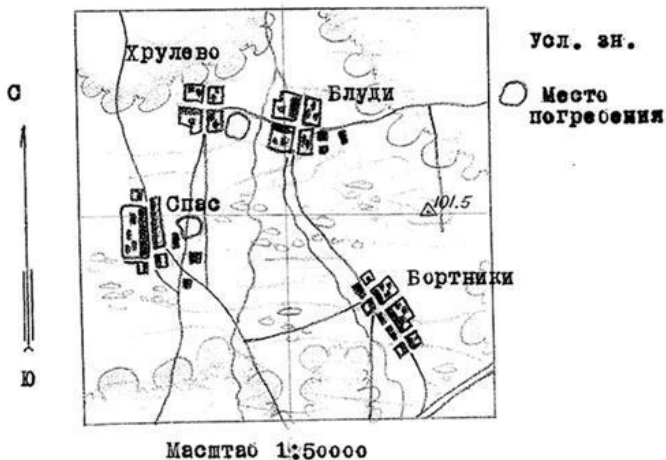 Усл. зн.
Хрулево
С
Блуди
Место
погребения
Спас
101.5
Бортники
Ю
Масштаб 1:50000